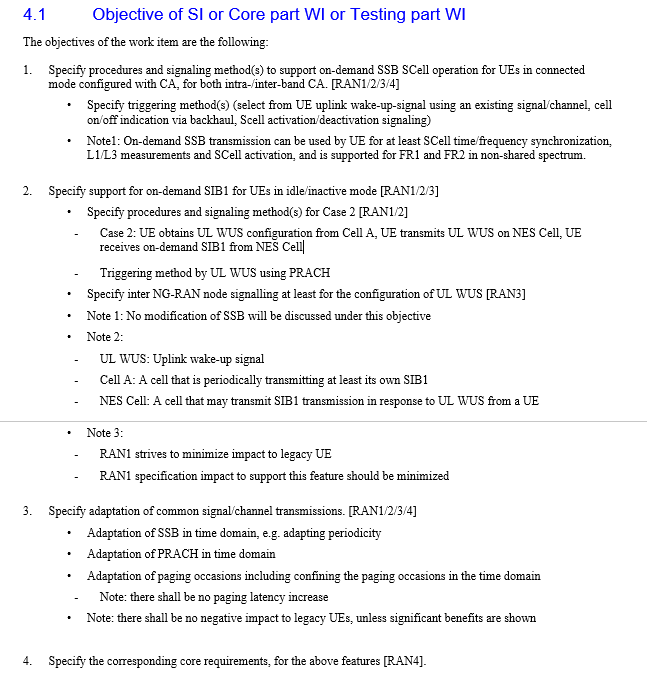 4.1 Objective of SI or Core part WI or Testing part WI
The objectives of the work item are the following:
1. Specify procedures and signaling method(s) to support on-demand SSB SCell operation for UEs in connected
mode configured with CA, for both intra-/inter-band CA. [RAN1/2/3/4]
• Specify triggering method(s) (select from UE uplink wake-up-signal using an existing signal/channel, cell
on/off indication via backhaul, Scell activation/deactivation signaling)
• Note1: On-demand SSB transmission can be used by UE for at least SCell time/frequency synchronization,
L1/L3 measurements and SCell activation, and is supported for FR1 and FR2 in non-shared spectrum.
2. Specify support for on-demand SIB1 for UEs in idle/inactive mode [RAN1/2/3]
• Specify procedures and signaling method(s) for Case 2 [RAN1/2]
- Case 2: UE obtains UL WUS configuration from Cell A, UE transmits UL WUS on NES Cell, UE
receives on-demand SIB1 from NES Cell
- Triggering method by UL WUS using PRACH
• Specify inter NG-RAN node signalling at least for the configuration of UL WUS [RAN3]
• Note 1: No modification of SSB will be discussed under this objective
• Note 2:
- UL WUS: Uplink wake-up signal
- Cell A: A cell that is periodically transmitting at least its own SIB1
- NES Cell: A cell that may transmit SIB1 transmission in response to UL WUS from a UE
• Note 3:
- RAN1 strives to minimize impact to legacy UE
- RAN1 specification impact to support this feature should be minimized
3. Specify adaptation of common signal/channel transmissions. [RAN1/2/3/4]
• Adaptation of SSB in time domain, e.g. adapting periodicity
• Adaptation of PRACH in time domain
• Adaptation of paging occasions including confining the paging occasions in the time domain
- Note: there shall be no paging latency increase
• Note: there shall be no negative impact to legacy UEs, unless significant benefits are shown
4. Specify the corresponding core requirements, for the above features [RAN4].